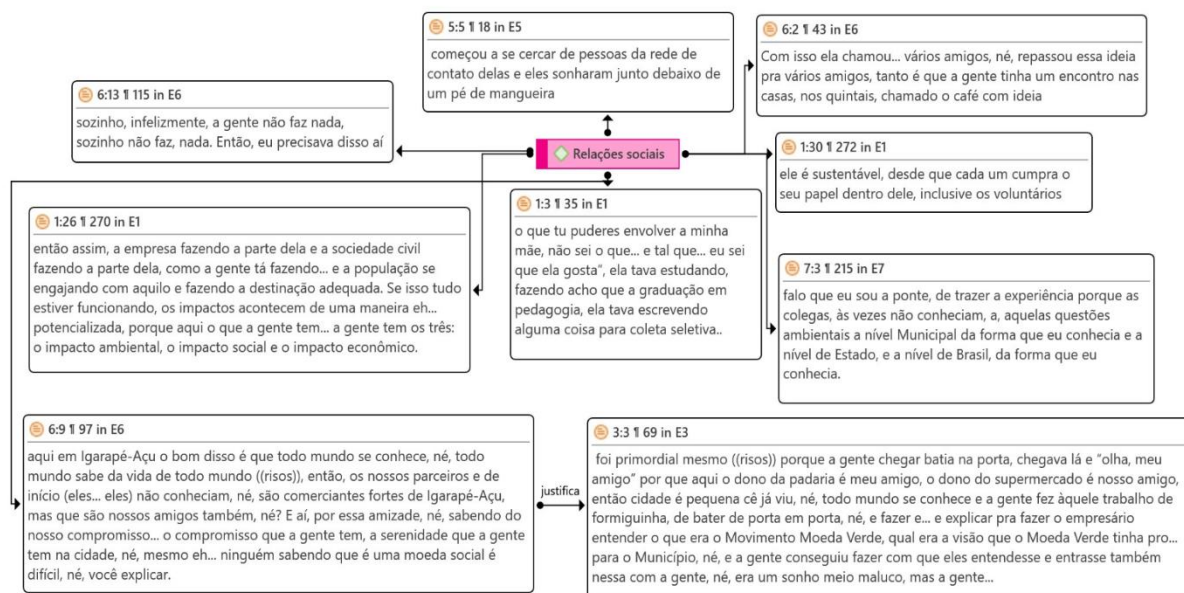 5:5 ¶ 18 in E5
começou a se cercar de pessoas da rede de
contato delas e eles sonharam junto debaixo de
um pé de mangueira
6:2 ¶ 43 in E6
Com isso ela chamou... vários amigos, né, repassou essa ideia
pra vários amigos, tanto é que a gente tinha um encontro nas
casas, nos quintais, chamado o café com ideia
6:13 ¶ 115 in E6
sozinho, infelizmente, a gente não faz nada,
sozinho não faz, nada. Então, eu precisava disso aí
Relações sociais
1:30 ¶ 272 in E1
ele é sustentável, desde que cada um cumpra o
seu papel dentro dele, inclusive os voluntários
1:26 ¶ 270 in E1
então assim, a empresa fazendo a parte dela e a sociedade civil
fazendo a parte dela, como a gente tá fazendo... e a população se
engajando com aquilo e fazendo a destinação adequada. Se isso tudo
estiver funcionando, os impactos acontecem de uma maneira eh...
potencializada, porque aqui o que a gente tem... a gente tem os três:
o impacto ambiental, o impacto social e o impacto econômico.
1:3 ¶ 35 in E1
o que tu puderes envolver a minha
mãe, não sei o que... e tal que... eu sei
que ela gosta", ela tava estudando,
fazendo acho que a graduação em
pedagogia, ela tava escrevendo
alguma coisa para coleta seletiva..
7:3 ¶ 215 in E7
falo que eu sou a ponte, de trazer a experiência porque as
colegas, às vezes não conheciam, a, aquelas questões
ambientais a nível Municipal da forma que eu conhecia e a
nível de Estado, e a nível de Brasil, da forma que eu
conhecia.
6:9 ¶ 97 in E6
aqui em Igarapé-Açu o bom disso é que todo mundo se conhece, né, todo
mundo sabe da vida de todo mundo ((risos)), então, os nossos parceiros e de
início (eles... eles) não conheciam, né, são comerciantes fortes de Igarapé-Açu,
mas que são nossos amigos também, né? E aí, por essa amizade, né, sabendo do
nosso compromisso... o compromisso que a gente tem, a serenidade que a gente
tem na cidade, né, mesmo eh... ninguém sabendo que é uma moeda social é
difícil, né, você explicar.
justifica
3:3 ¶ 69 in E3
foi primordial mesmo ((risos)) porque a gente chegar batia na porta, chegava lá e "olha, meu
amigo" por que aqui o dono da padaria é meu amigo, o dono do supermercado é nosso amigo,
então cidade é pequena cê já viu, né, todo mundo se conhece e a gente fez àquele trabalho de
formiguinha, de bater de porta em porta, né, e fazer e... e explicar pra fazer o empresário
entender o que era o Movimento Moeda Verde, qual era a visão que o Moeda Verde tinha pro...
para o Município, né, e a gente conseguiu fazer com que eles entendesse e entrasse também
nessa com a gente, né, era um sonho meio maluco, mas a gente...